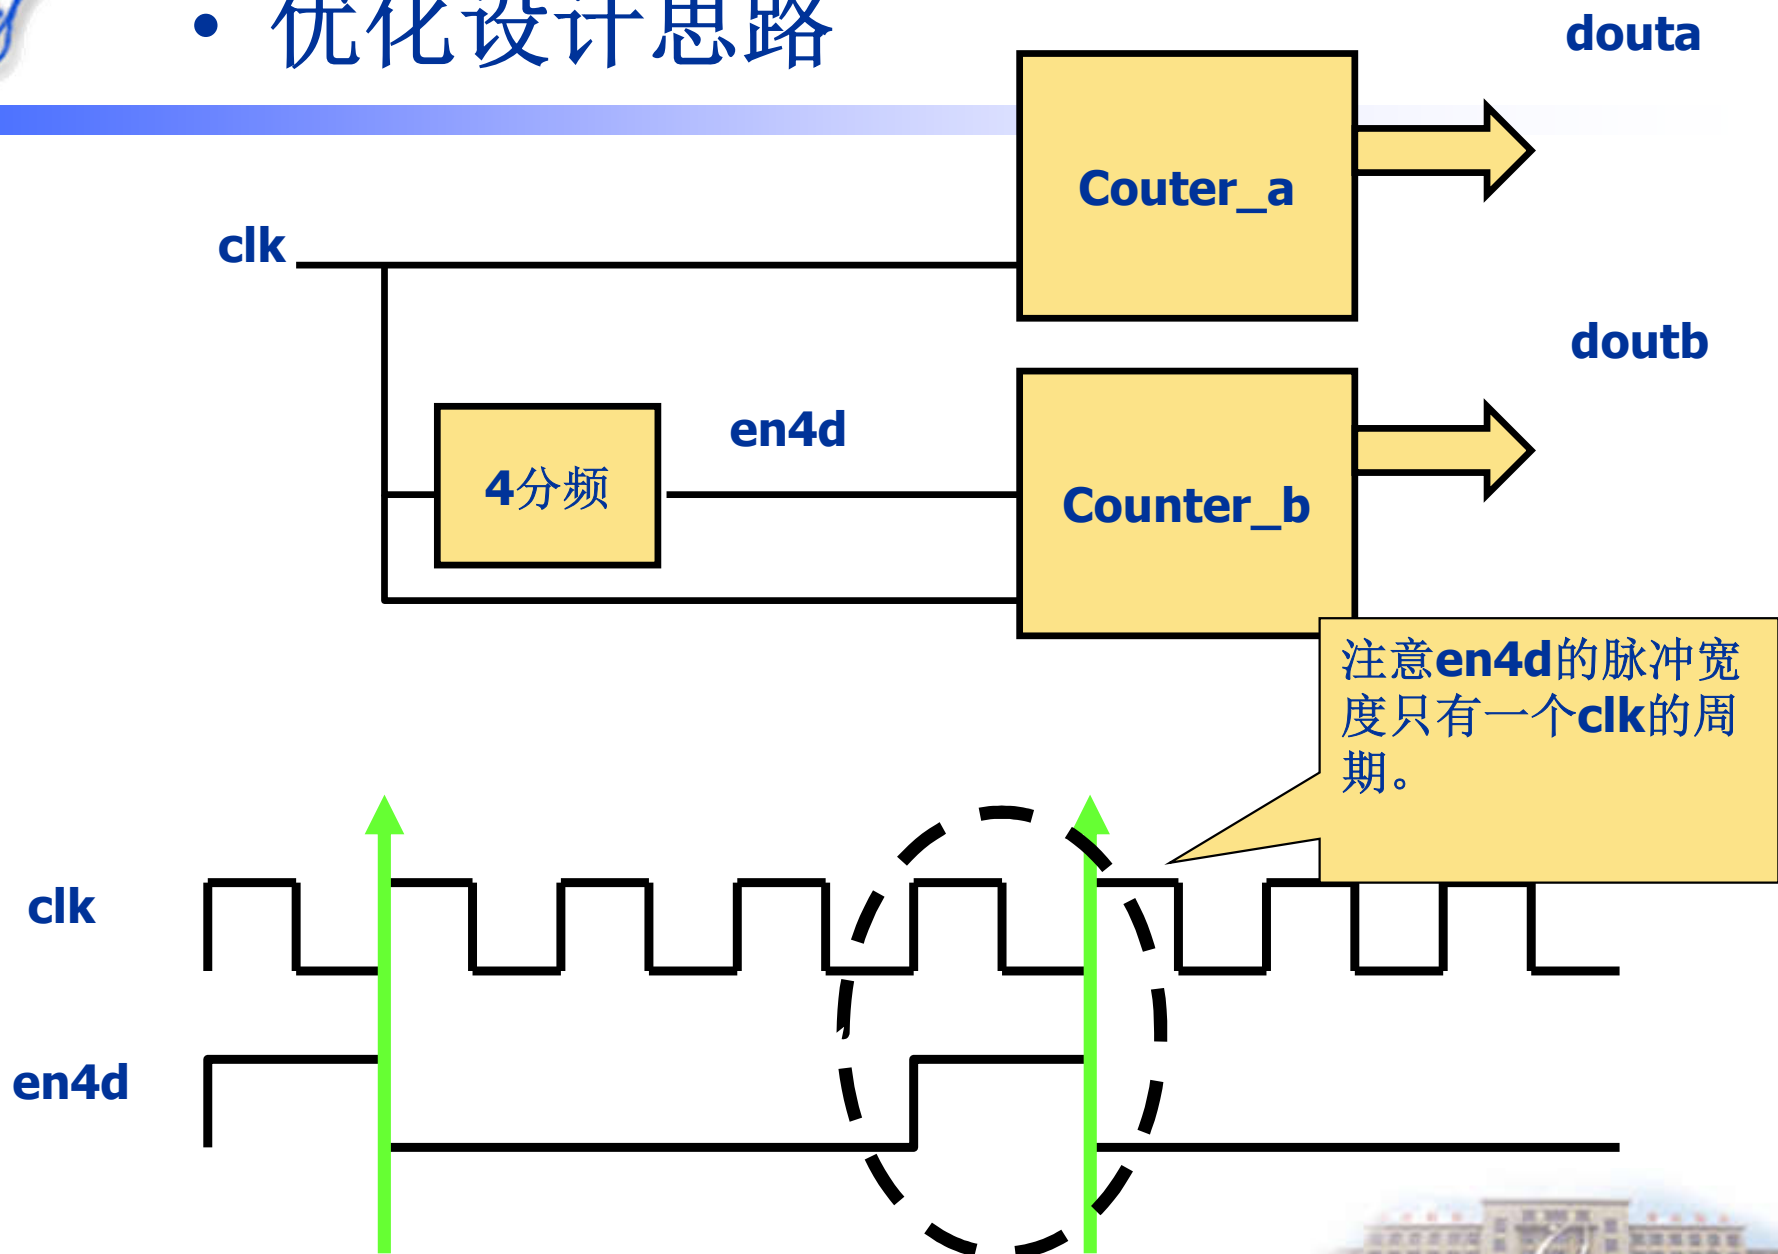 • 优化设计思路
douta
Couter_a
clk
doutb
en4d
4分频
Counter_b
注意en4d的脉冲宽
度只有一个clk的周
期。
clk
en4d